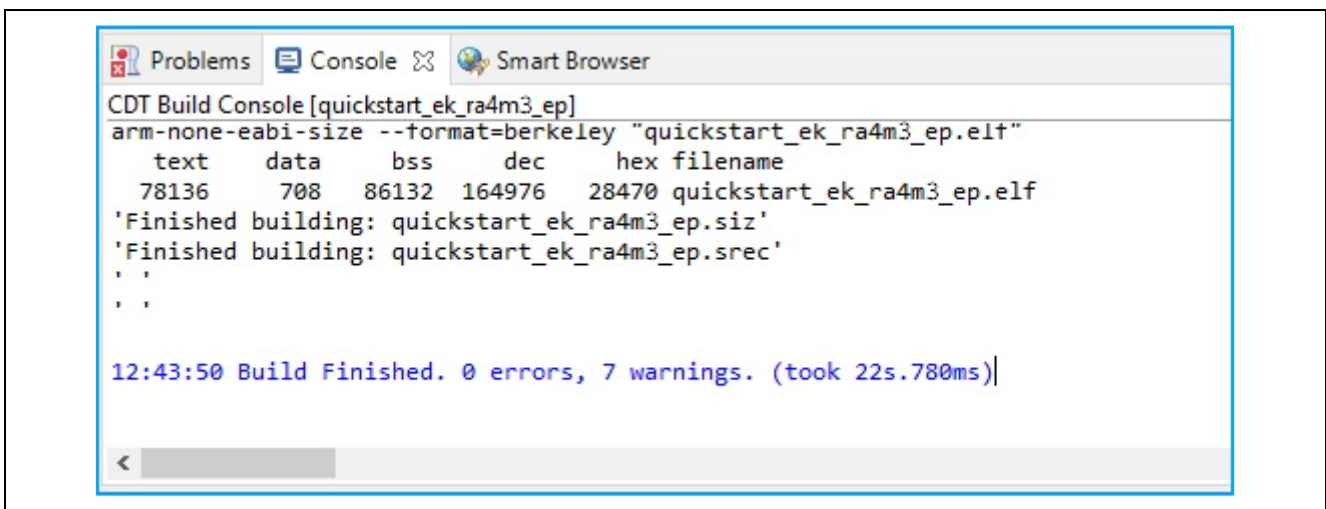 Problems Console Smart Browser
CDT Build Console [quickstart_ek_ra4m3_ep]
arm-none-eabi-size --format=berkeley "quickstart_ek_ra4m3_ep.elf"
text data bss dec hex filename
78136 708 86132 164976 28470 quickstart_ek_ra4m3_ep.elf
'Finished building: quickstart_ek_ra4m3_ep.siz'
'Finished building: quickstart_ek_ra4m3_ep.srec'
' '
' '
12:43:50 Build Finished. 0 errors, 7 warnings. (took 22s.780ms)